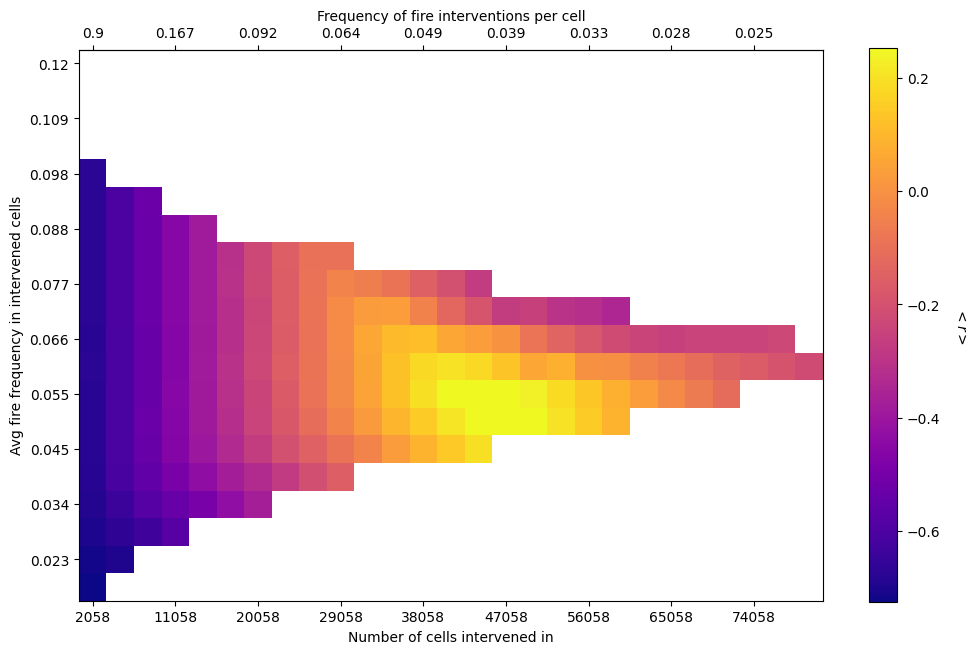 Frequency of fire interventions per cell
0.9 0.167 0.092 0.064 0.049 0.039 0.033 0.028 0.025
Avg fire frequency in intervened cells
0.12
0.109
0.098
0.088
0.077
0.066
0.055
0.045
0.034
0.023
2058 11058 20058 29058 38058 47058 56058 65058 74058
Number of cells intervened in
0.2
0.0
−0.2
−0.4
−0.6
< r >